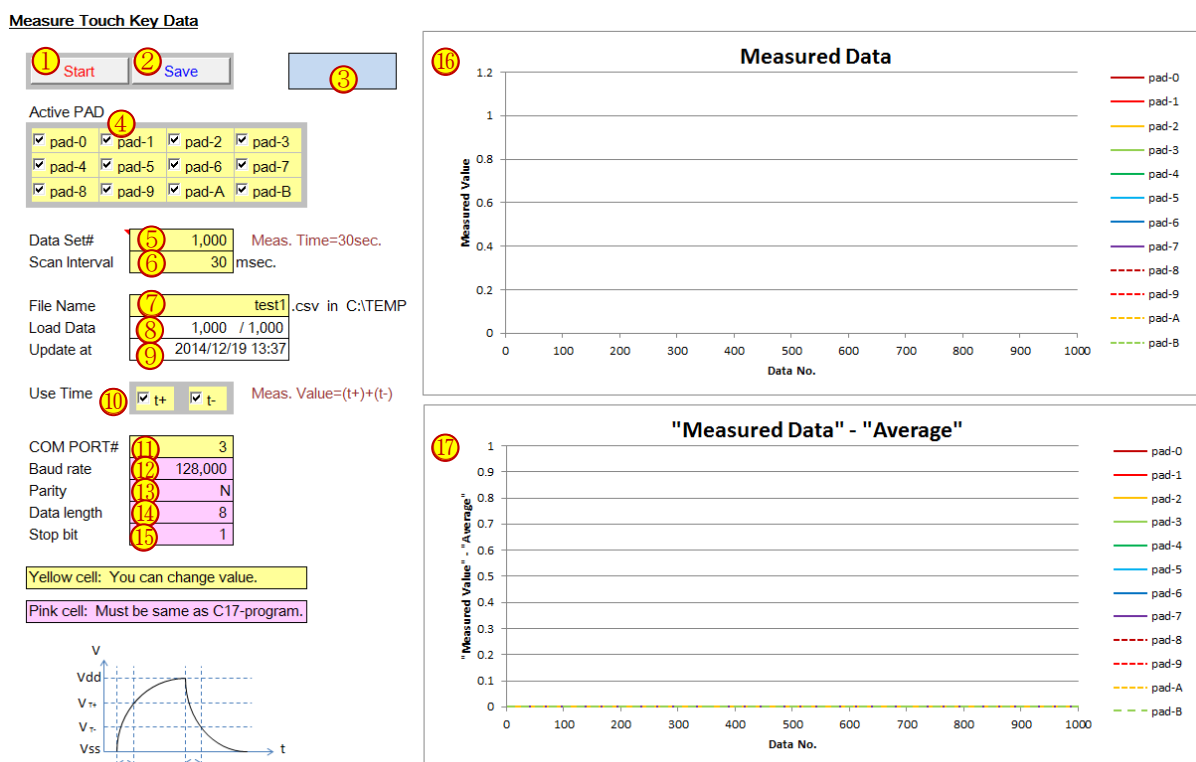 Measure Touch Key Data
① Start ② Save ③
Active PAD ④
pad-0 pad-1 pad-2 pad-3
pad-4 pad-5 pad-6 pad-7
pad-8 pad-9 pad-A pad-B
Data Set# ⑤ 1,000 Meas. Time=30sec.
Scan Interval ⑥ 30 msec.
File Name ⑦ test1 .csv in C:\TEMP
Load Data ⑧ 1,000 / 1,000
Update at ⑨ 2014/12/19 13:37
Use Time ⑩ t+ t- Meas. Value=(t+)+(t-)
COM PORT# ⑪ 3
Baud rate ⑫ 128,000
Parity ⑬ N
Data length ⑭ 8
Stop bit ⑮ 1
Yellow cell: You can change value.
Pink cell: Must be same as C17-program.
V
Vdd
V T+
V T-
Vss
t
⑯
Measured Data
Measured Value
1.2
1
0.8
0.6
0.4
0.2
0
0 100 200 300 400 500 600 700 800 900 1000
Data No.
pad-0
pad-1
pad-2
pad-3
pad-4
pad-5
pad-6
pad-7
pad-8
pad-9
pad-A
pad-B
⑰
"Measured Data" - "Average"
"Measured Value" - "Average"
1
0.9
0.8
0.7
0.6
0.5
0.4
0.3
0.2
0.1
0
0 100 200 300 400 500 600 700 800 900 1000
Data No.
pad-0
pad-1
pad-2
pad-3
pad-4
pad-5
pad-6
pad-7
pad-8
pad-9
pad-A
pad-B